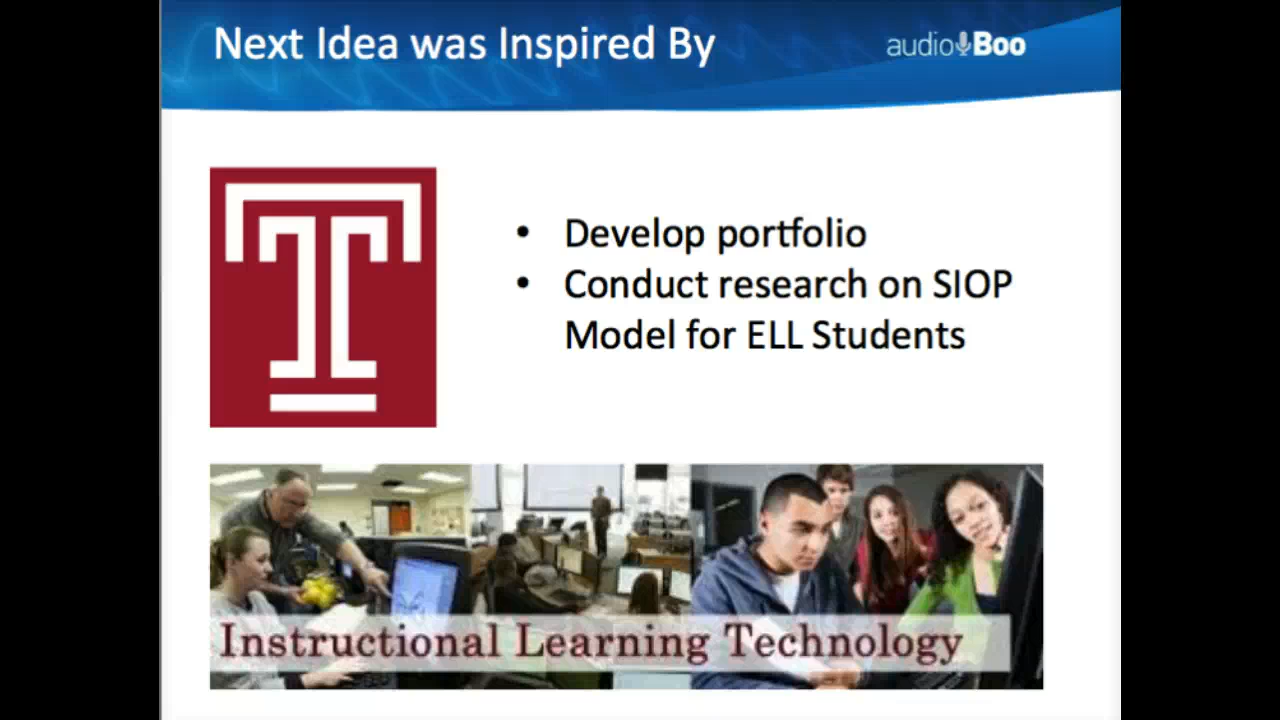 Next Idea was Inspired By
audioBoo
T
• Develop portfolio
• Conduct research on SIOP
Model for ELL Students
Instructional Learning Technology